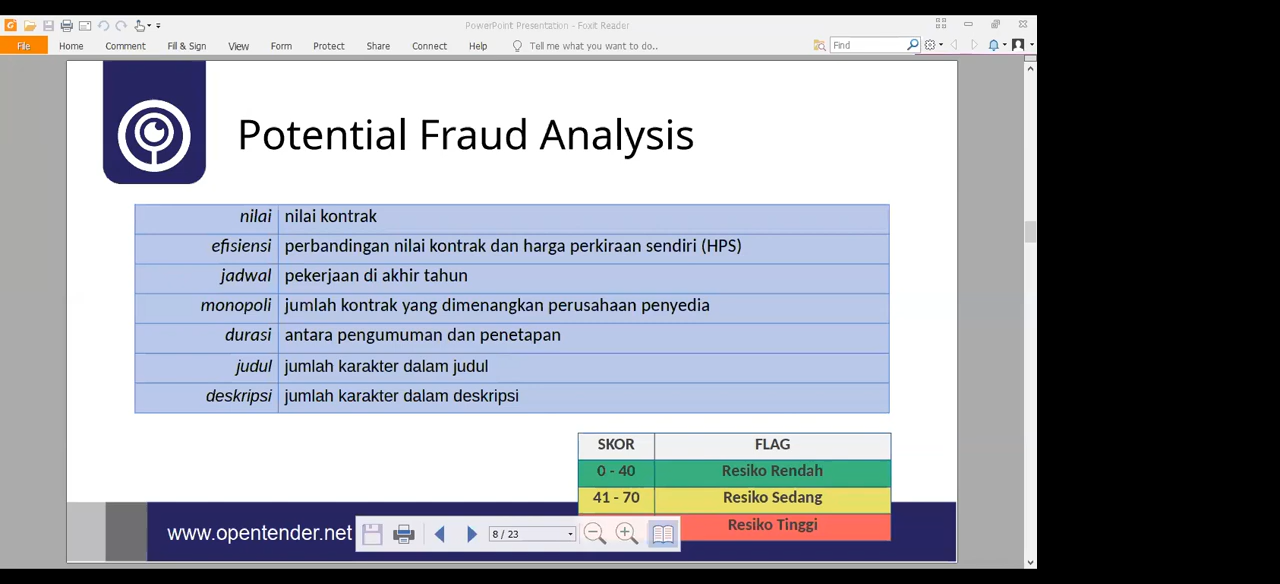 PowerPoint Presentation - Foxit Reader
File Home Comment Fill & Sign View Form Protect Share Connect Help Tell me what you want to do.. Find
Potential Fraud Analysis
nilai nilai kontrak
efisiensi perbandingan nilai kontrak dan harga perkiraan sendiri (HPS)
jadwal pekerjaan di akhir tahun
monopoli jumlah kontrak yang dimenangkan perusahaan penyedia
durasi antara pengumuman dan penetapan
judul jumlah karakter dalam judul
deskripsi jumlah karakter dalam deskripsi
SKOR FLAG
0 - 40 Resiko Rendah
41 - 70 Resiko Sedang
Resiko Tinggi
www.opentender.net
8 / 23